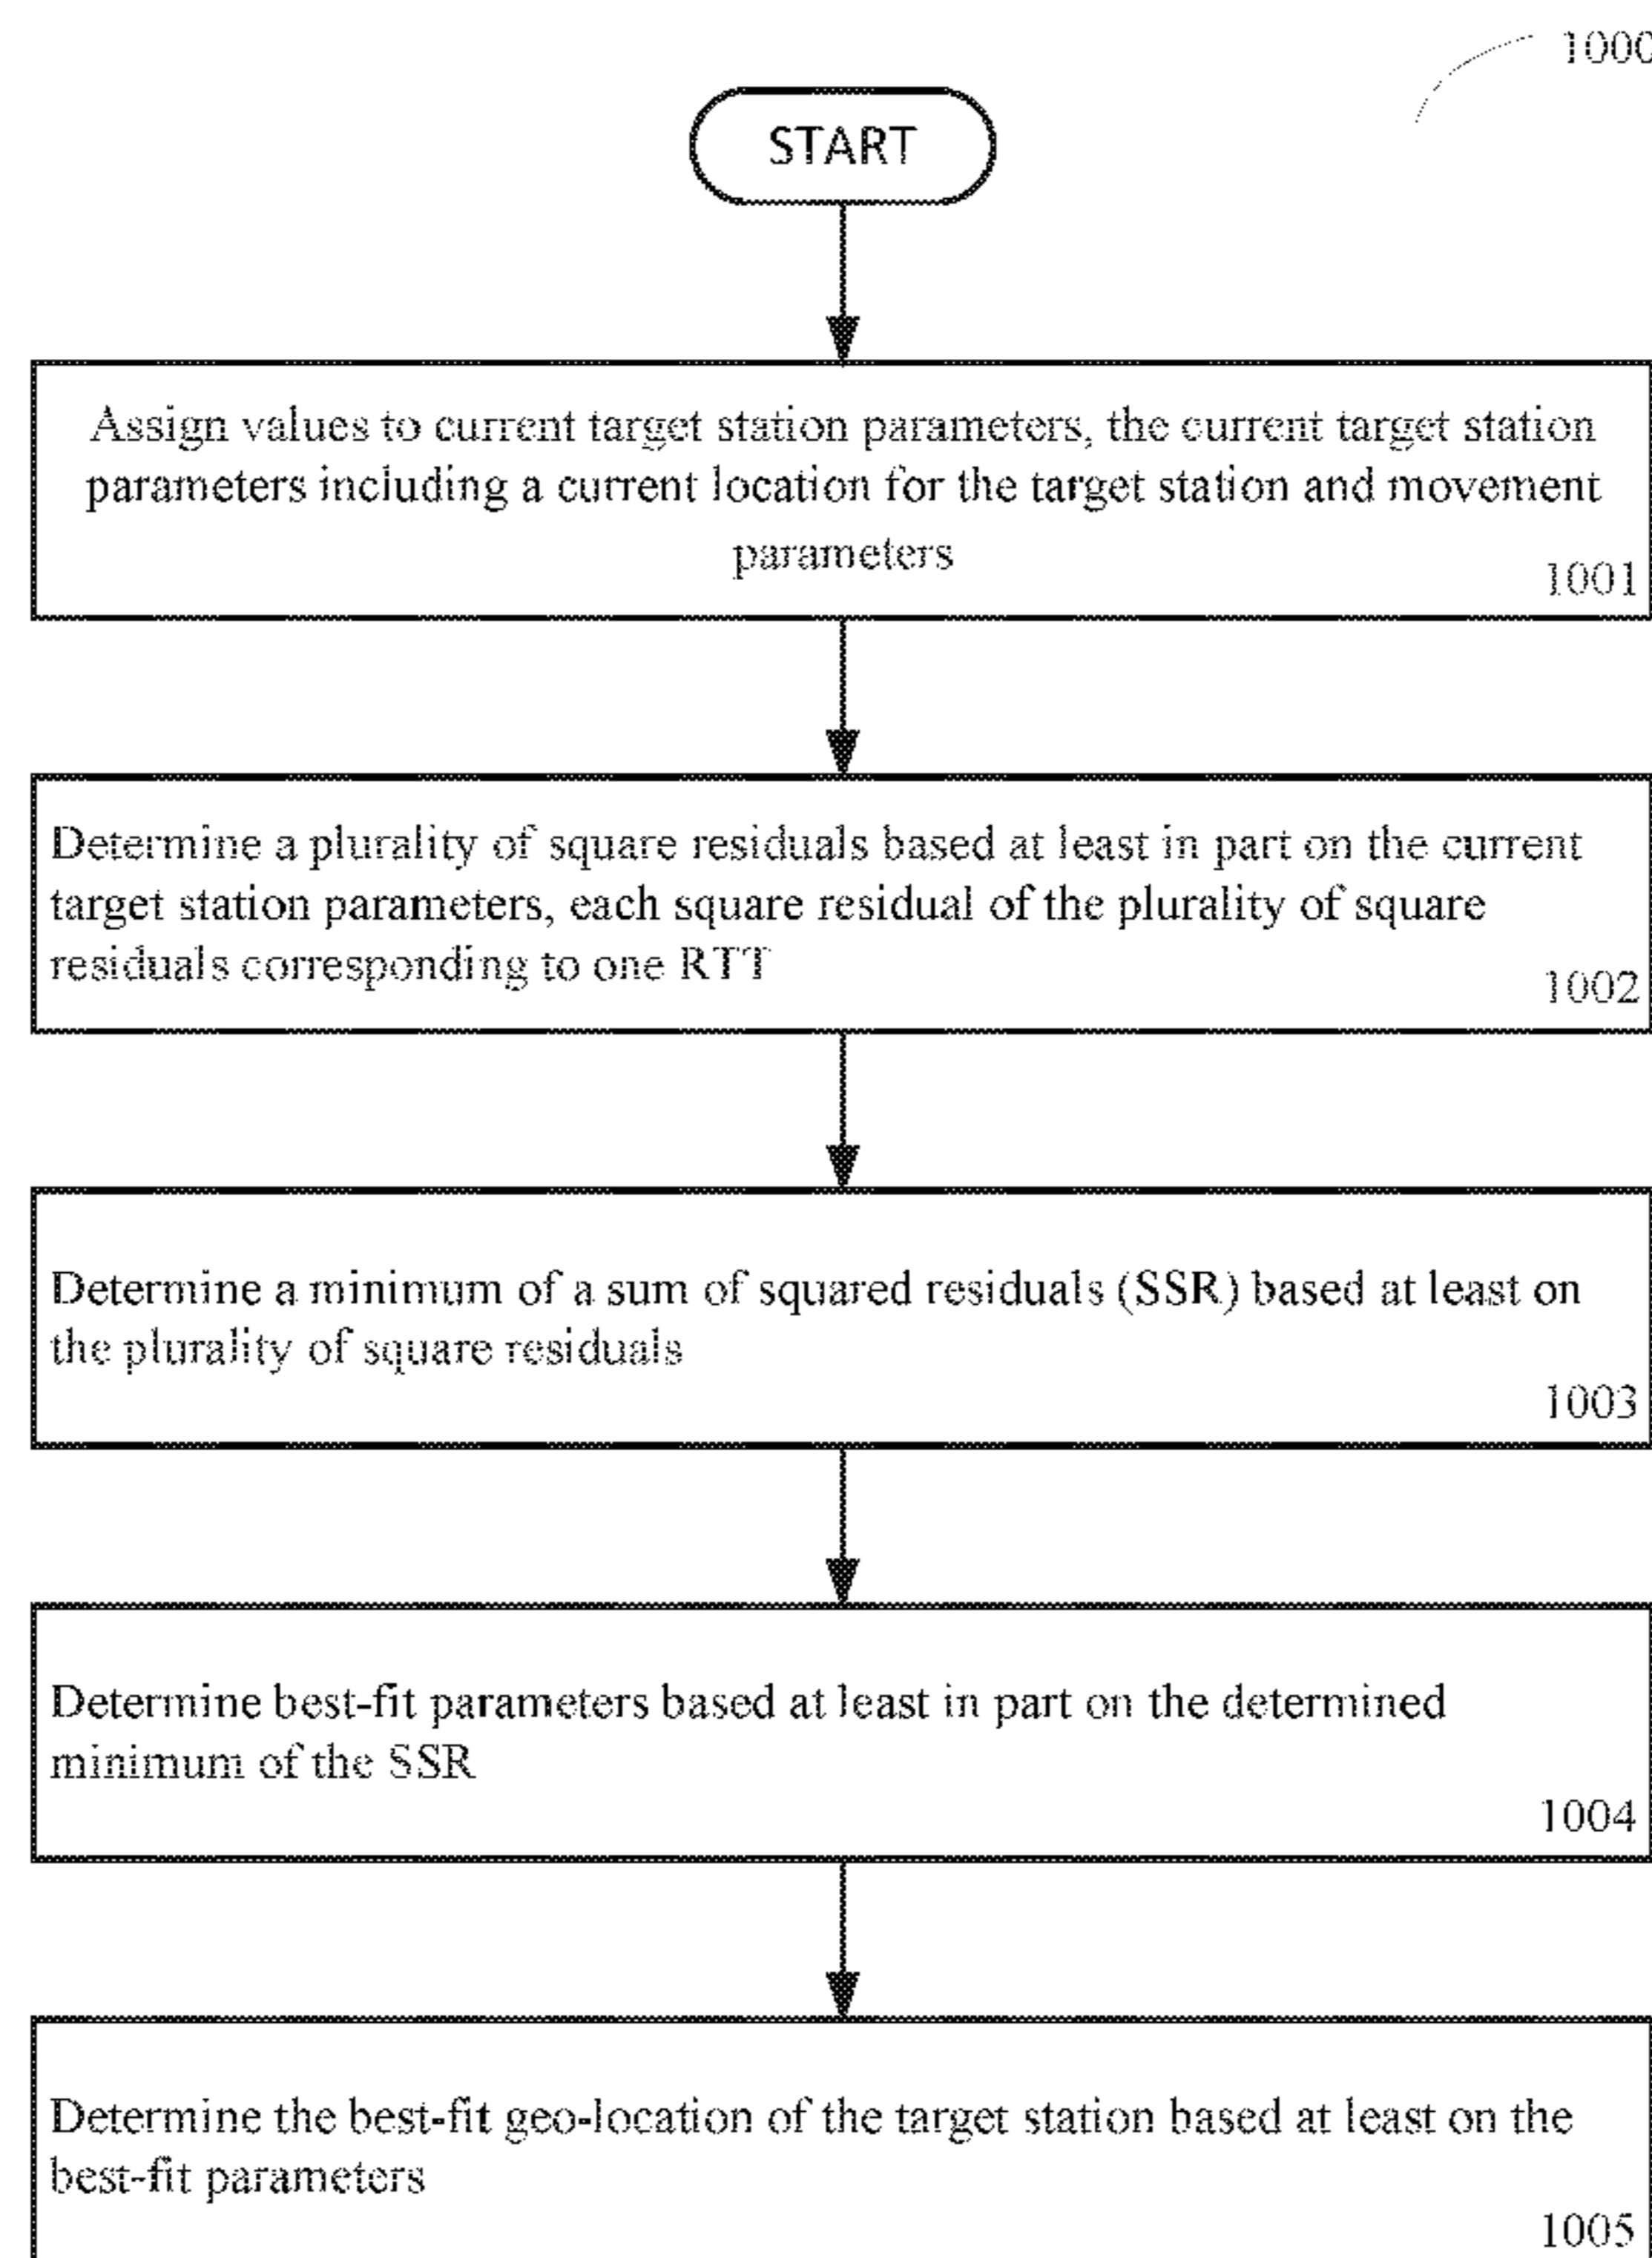 1000
START
Assign values to current target station parameters, the current target station
parameters including a current location for the target station and movement
parameters
1001
Determine a plurality of square residuals based at least in part on the current
target station parameters, each square residual of the plurality of square
residuals corresponding to one RTT
1002
Determine a minimum of a sum of squared residuals (SSR) based at least on
the plurality of square residuals
1003
Determine best-fit parameters based at least in part on the determined
minimum of the SSR
1004
Determine the best-fit geo-location of the target station based at least on the
best-fit parameters
1005